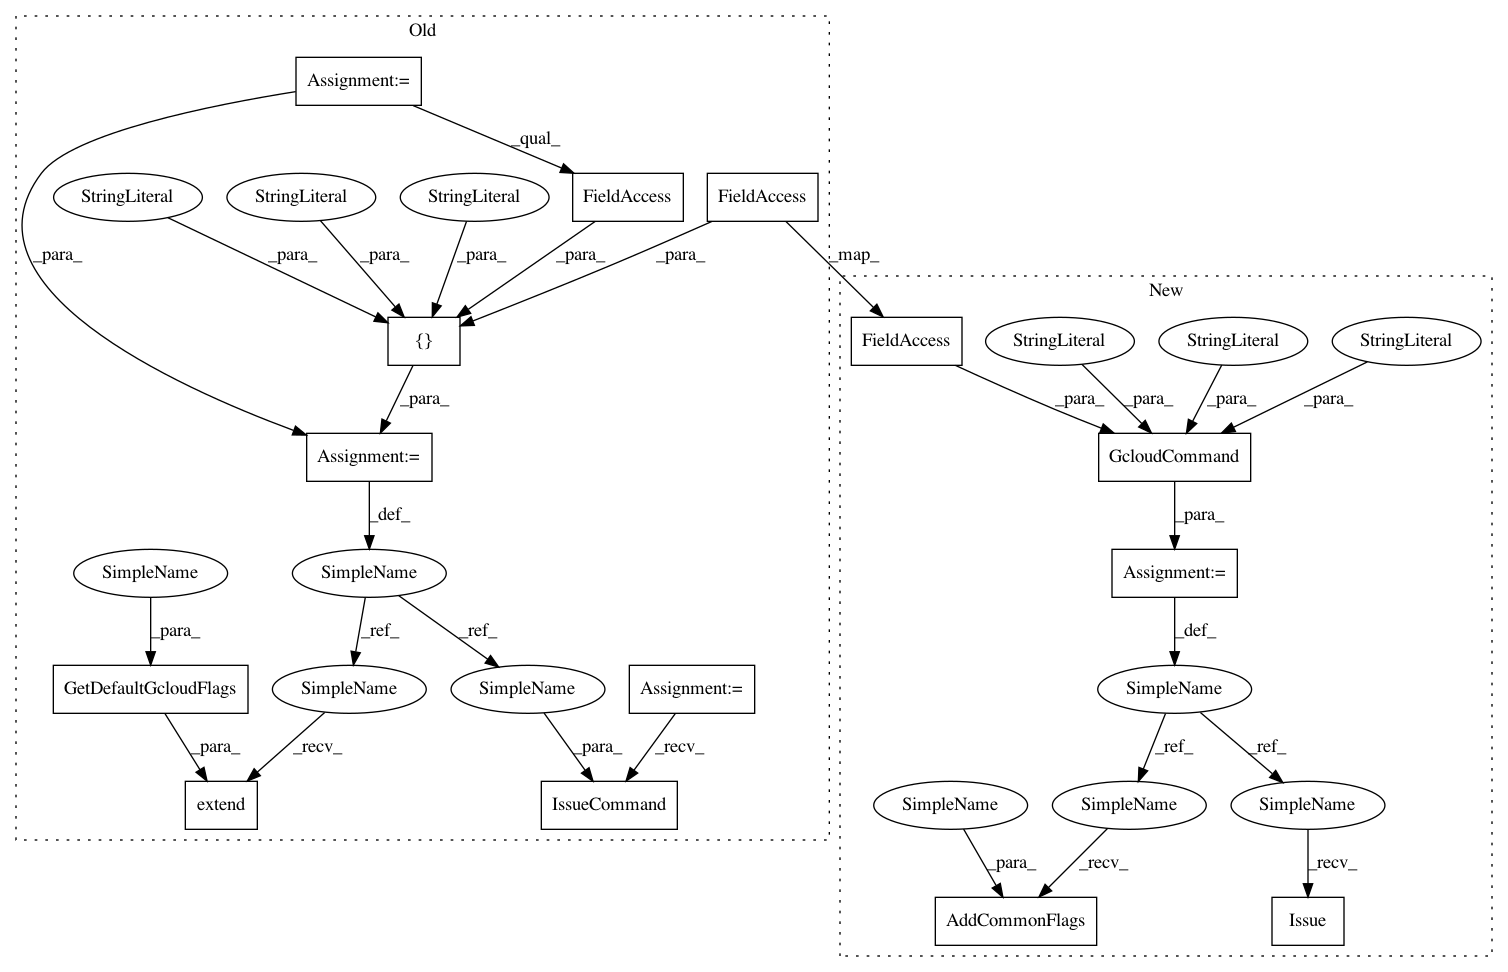 Old
Assignment:=
_qual_
StringLiteral
StringLiteral
StringLiteral
FieldAccess
FieldAccess
_para_
_para_
_para_
_para_
_para_
_para_
_map_
New
{}
FieldAccess
StringLiteral
StringLiteral
StringLiteral
_para_
_para_
_para_
_para_
_para_
Assignment:=
GcloudCommand
_def_
_para_
SimpleName
SimpleName
Assignment:=
_para_
_ref_
_ref_
_def_
GetDefaultGcloudFlags
SimpleName
SimpleName
Assignment:=
SimpleName
_para_
_recv_
_para_
_recv_
_ref_
_ref_
extend
IssueCommand
SimpleName
SimpleName
SimpleName
_para_
_recv_
_recv_
AddCommonFlags
Issue